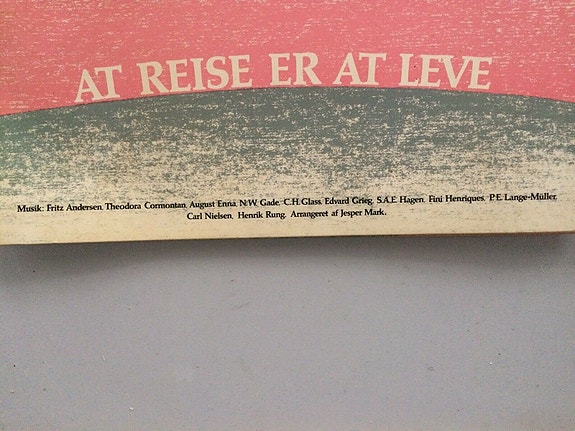 AT REISE ER AT LEVE
Musik: Fritz Andersen, Theodora Cormontan, August Enna, N.W. Gade, C.H. Glass, Edvard Grieg, S.A.E. Hagen, Fini Henriques, P.E. Lange-Müller,
Carl Nielsen, Henrik Rung. Arrangeret af Jesper Mark.